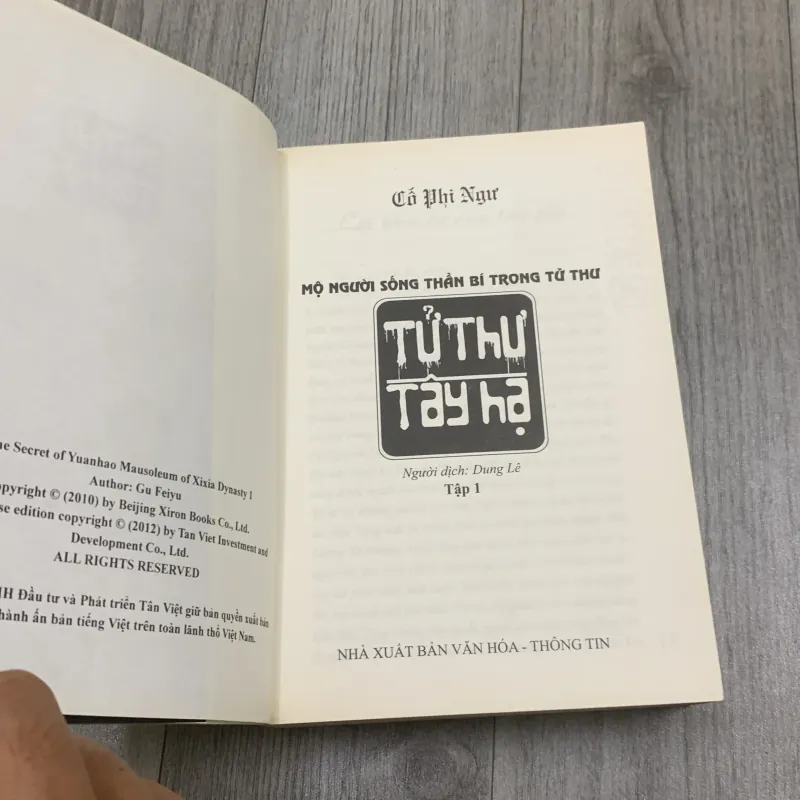 Secret of Yuanhao Mausoleum of Xixia Dynasty 1
Author: Gu Feiyu
opyright © (2010) by Beijing Xiron Books Co., Ltd.
se edition copyright © (2012) by Tan Viet Investment and
Development Co., Ltd.
ALL RIGHTS RESERVED
Đầu tư và Phát triển Tân Việt giữ bản quyền xuất bản
hành ấn bản tiếng Việt trên toàn lãnh thổ Việt Nam.
Cố Phi Ngư
MỘ NGƯỜI SỐNG THẦN BÍ TRONG TỬ THƯ
TỬ THƯ
TÂY HẠ
Người dịch: Dung Lê
Tập 1
NHÀ XUẤT BẢN VĂN HÓA - THÔNG TIN